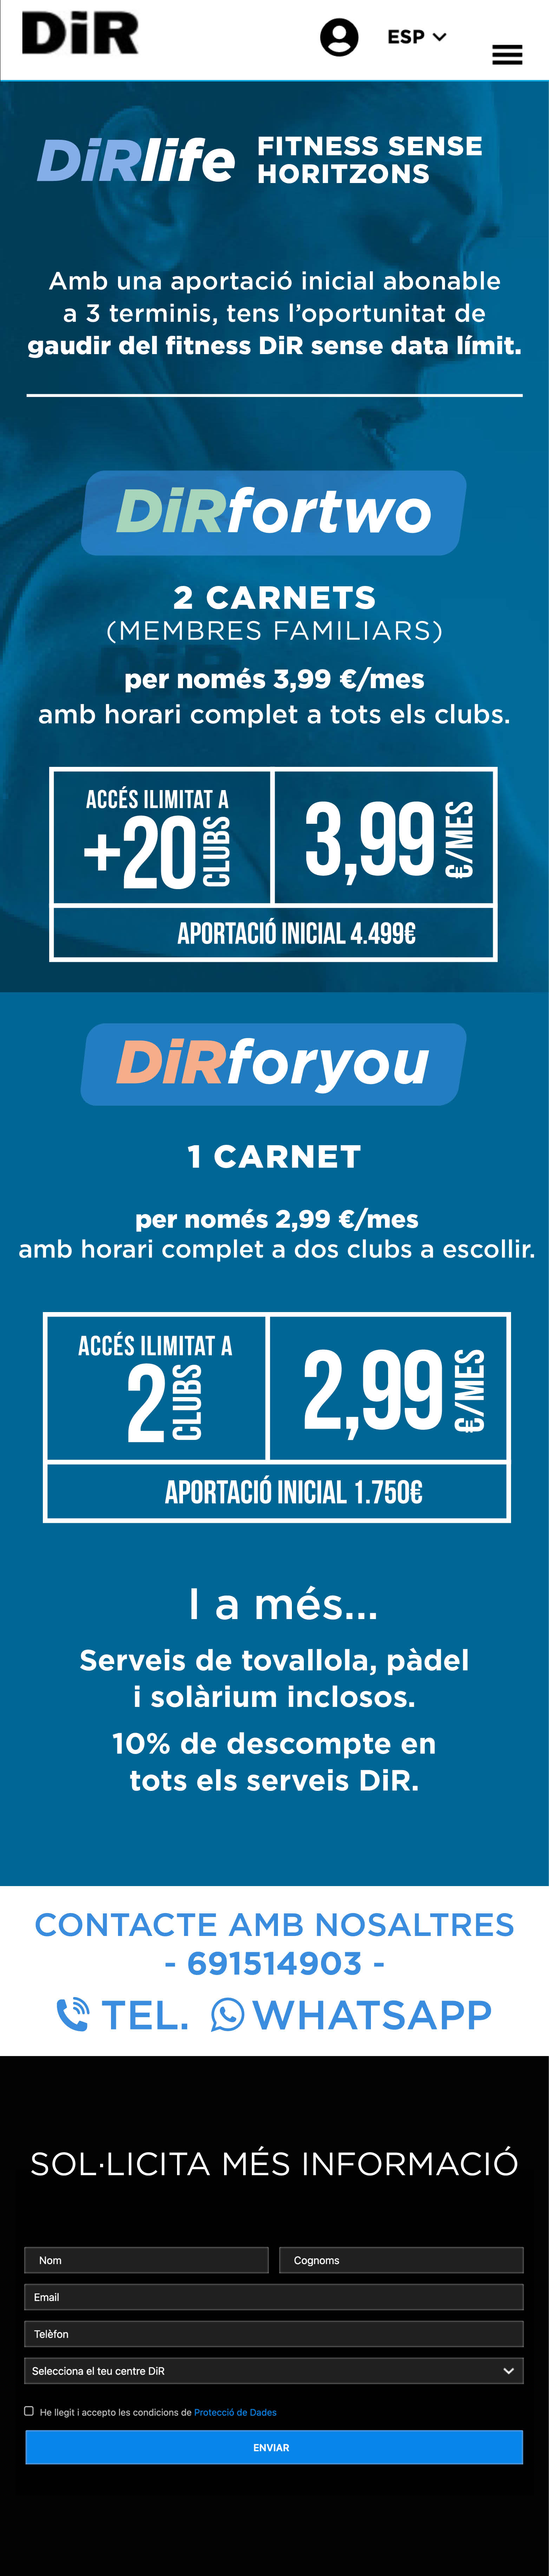 DiR
ESP
DiRlife
FITNESS SENSE
HORITZONS
Amb una aportació inicial abonable
a 3 terminis, tens l’oportunitat de
gaudir del fitness DiR sense data límit.
DiRfortwo
2 CARNETS
(MEMBRES FAMILIARS)
per només 3,99 €/mes
amb horari complet a tots els clubs.
ACCÉS ILIMITAT A
+20 CLUBS
3,99 €/MES
APORTACIÓ INICIAL 4.499€
DiRforyou
1 CARNET
per només 2,99 €/mes
amb horari complet a dos clubs a escollir.
ACCÉS ILIMITAT A
2 CLUBS
2,99 €/MES
APORTACIÓ INICIAL 1.750€
I a més...
Serveis de tovallola, pàdel
i solàrium inclosos.
10% de descompte en
tots els serveis DiR.
CONTACTE AMB NOSALTRES
- 691514903 -
TEL. WHATSAPP
SOL·LICITA MÉS INFORMACIÓ
Nom
Cognoms
Email
Telèfon
Selecciona el teu centre DiR
He llegit i accepto les condicions de Protecció de Dades
ENVIAR